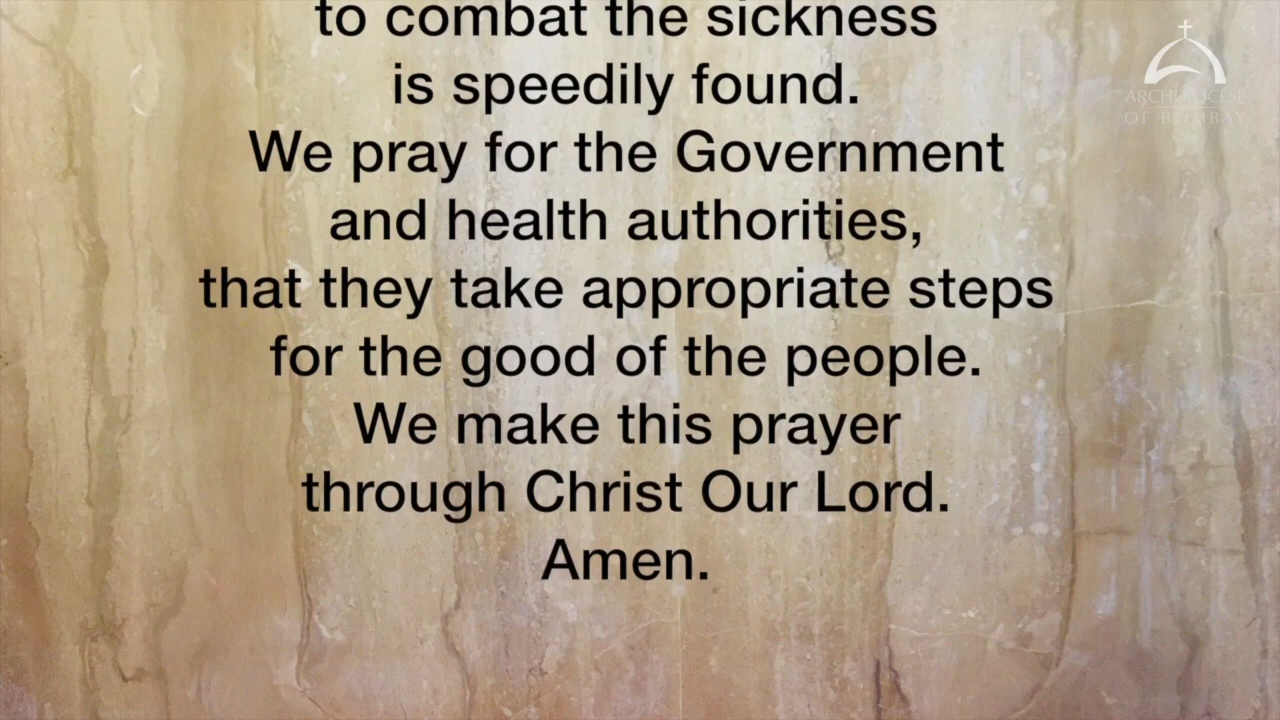 to combat the sickness
is speedily found.
We pray for the Government
and health authorities,
that they take appropriate steps
for the good of the people.
We make this prayer
through Christ Our Lord.
Amen.
ARCHDIOCESE
OF BOMBAY